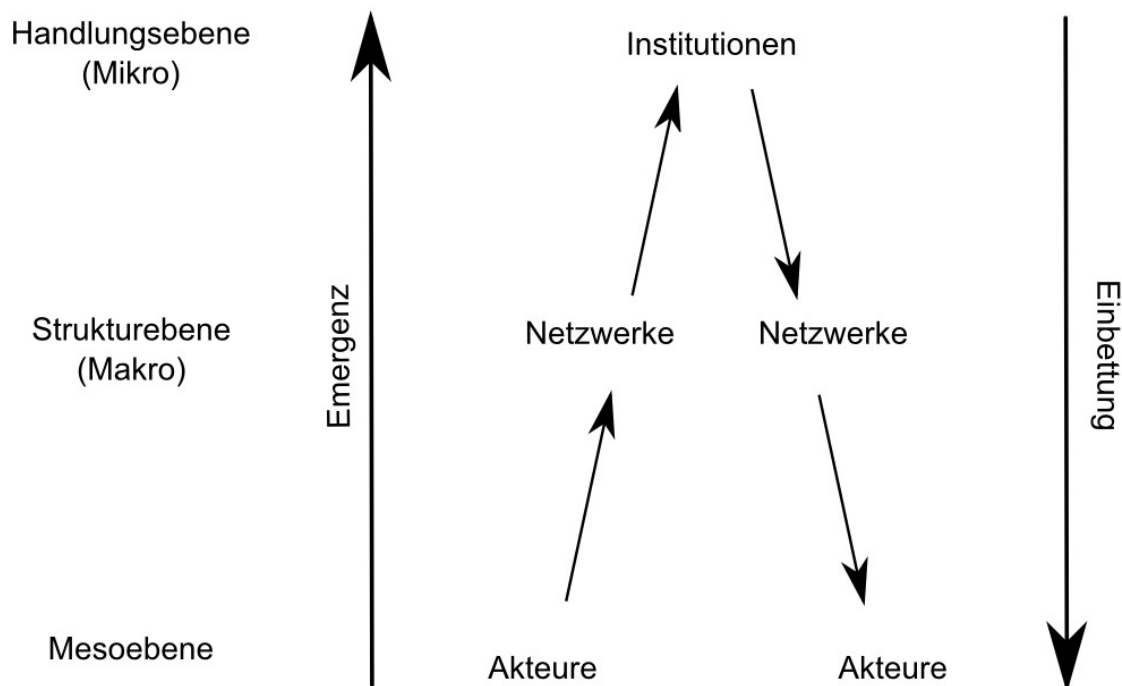 Handlungsebene
(Mikro)
Institutionen
Emergenz
Einbettung
Strukturebene
(Makro)
Netzwerke
Netzwerke
Mesoebene
Akteure
Akteure